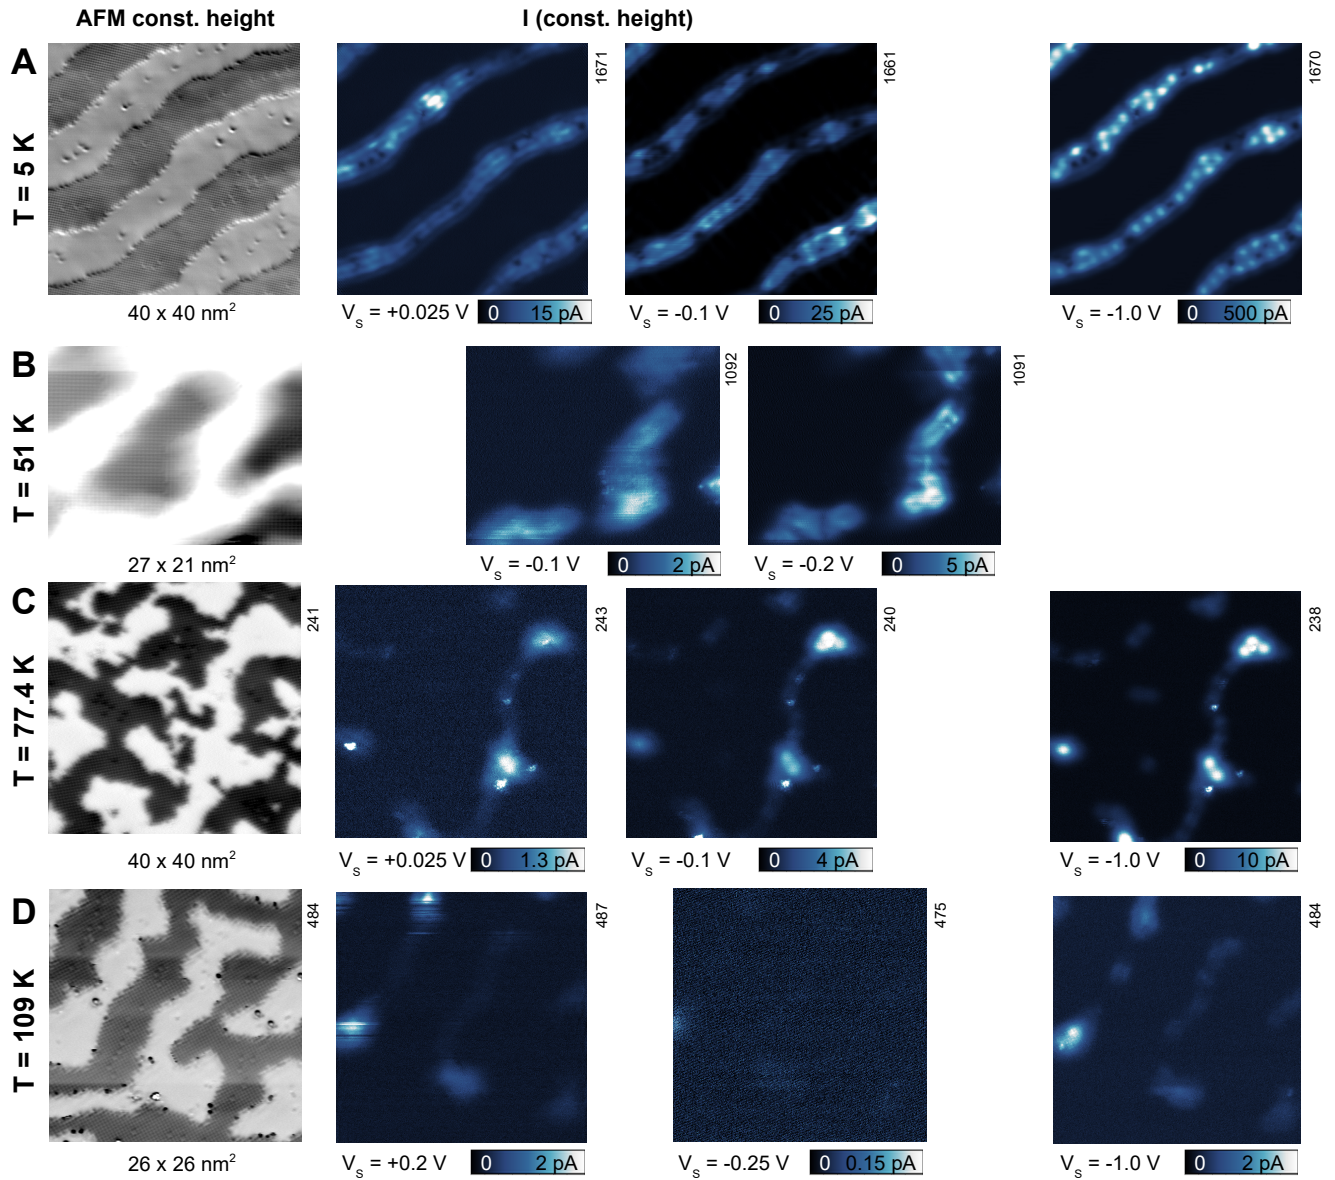 AFM const. height
I (const. height)
A
T = 5 K
1671
1661
1670
40 x 40 nm²
Vₛ = +0.025 V
0 15 pA
Vₛ = -0.1 V
0 25 pA
Vₛ = -1.0 V
0 500 pA
B
T = 51 K
1092
1091
27 x 21 nm²
Vₛ = -0.1 V
0 2 pA
Vₛ = -0.2 V
0 5 pA
C
T = 77.4 K
241
243
240
238
40 x 40 nm²
Vₛ = +0.025 V
0 1.3 pA
Vₛ = -0.1 V
0 4 pA
Vₛ = -1.0 V
0 10 pA
D
T = 109 K
484
487
475
484
26 x 26 nm²
Vₛ = +0.2 V
0 2 pA
Vₛ = -0.25 V
0 0.15 pA
Vₛ = -1.0 V
0 2 pA